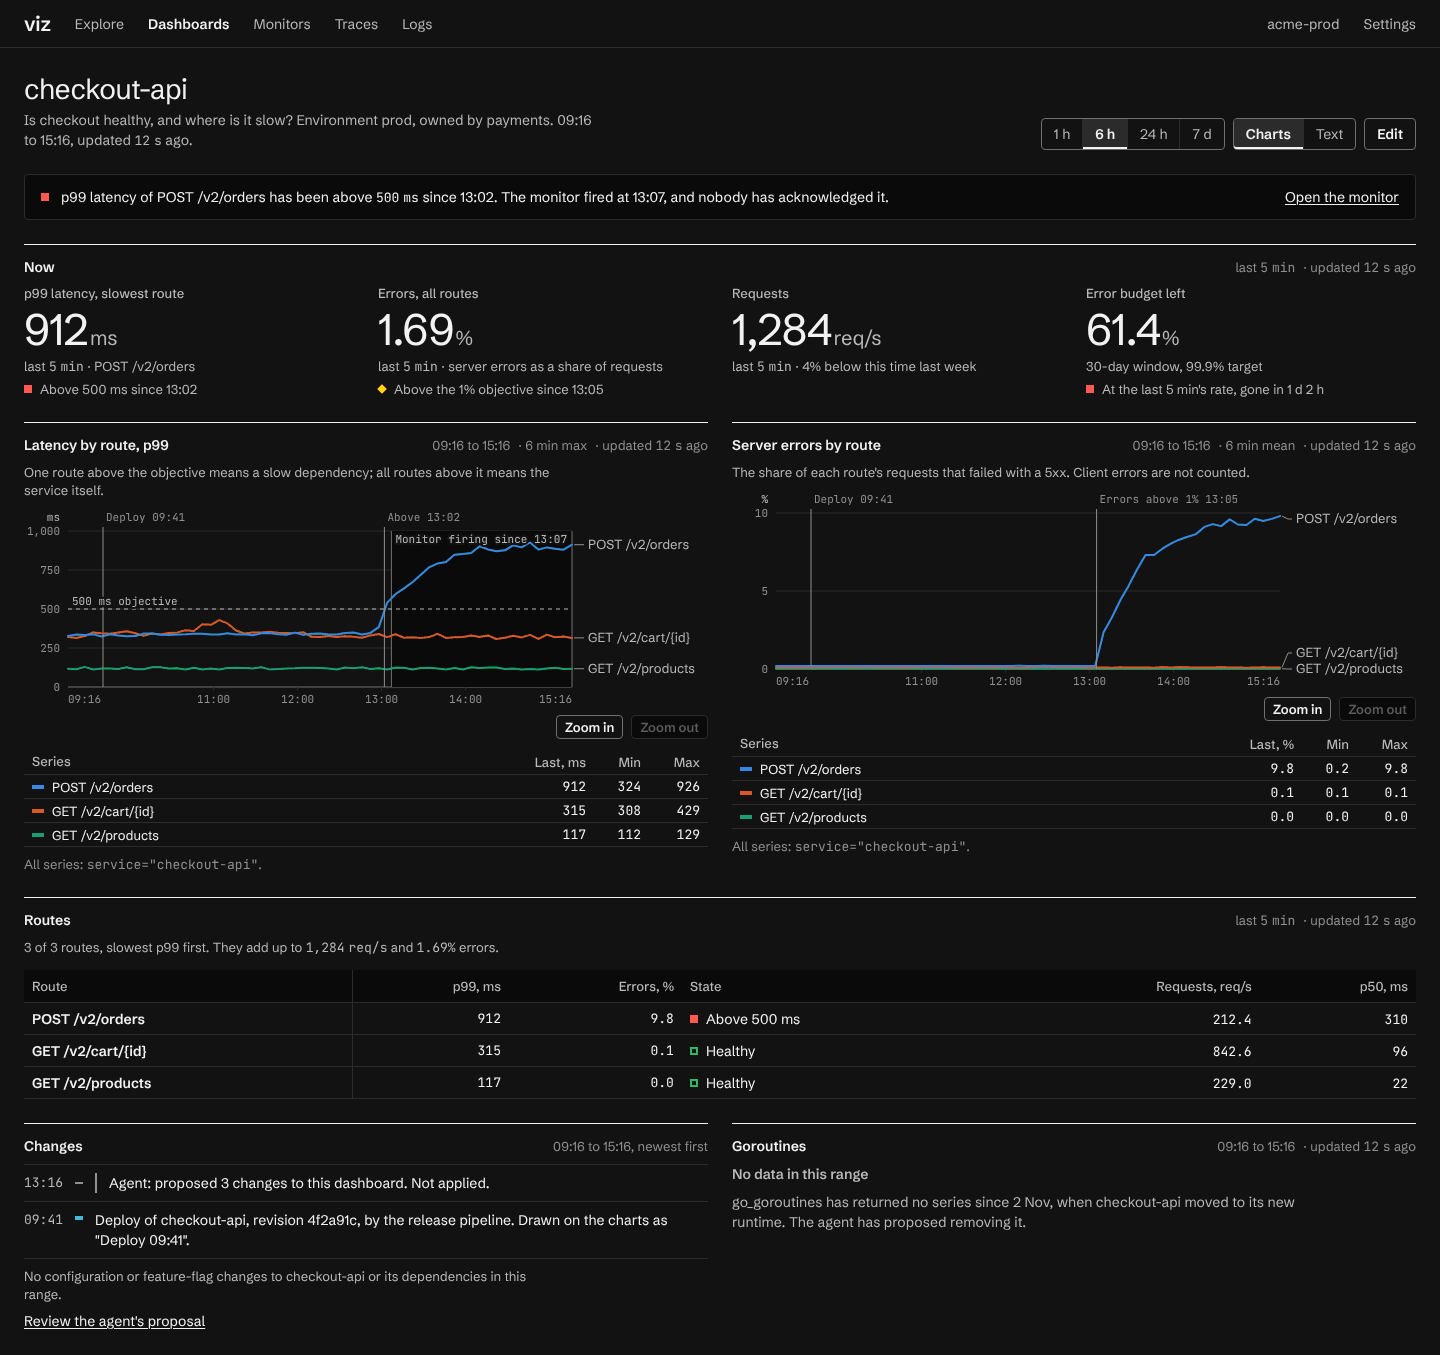 viz Explore Dashboards Monitors Traces Logs acme-prod Settings
checkout-api
Is checkout healthy, and where is it slow? Environment prod, owned by payments. 09:16
to 15:16, updated 12 s ago.
1 h 6 h 24 h 7 d Charts Text Edit
p99 latency of POST /v2/orders has been above 500 ms since 13:02. The monitor fired at 13:07, and nobody has acknowledged it. Open the monitor
Now last 5 min · updated 12 s ago
p99 latency, slowest route
912 ms
last 5 min · POST /v2/orders
Above 500 ms since 13:02
Errors, all routes
1.69 %
last 5 min · server errors as a share of requests
Above the 1% objective since 13:05
Requests
1,284 req/s
last 5 min · 4% below this time last week
Error budget left
61.4 %
30-day window, 99.9% target
At the last 5 min's rate, gone in 1 d 2 h
Latency by route, p99 09:16 to 15:16 · 6 min max · updated 12 s ago
One route above the objective means a slow dependency; all routes above it means the
service itself.
ms Deploy 09:41 Above 13:02
1,000
Monitor firing since 13:07 POST /v2/orders
750
500 ms objective
500
GET /v2/cart/{id}
250
GET /v2/products
0
09:16 11:00 12:00 13:00 14:00 15:16
Zoom in Zoom out
Series Last, ms Min Max
POST /v2/orders 912 324 926
GET /v2/cart/{id} 315 308 429
GET /v2/products 117 112 129
All series: service="checkout-api".
Server errors by route 09:16 to 15:16 · 6 min mean · updated 12 s ago
The share of each route's requests that failed with a 5xx. Client errors are not counted.
% Deploy 09:41 Errors above 1% 13:05
10 POST /v2/orders
5
GET /v2/cart/{id}
0 GET /v2/products
09:16 11:00 12:00 13:00 14:00 15:16
Zoom in Zoom out
Series Last, % Min Max
POST /v2/orders 9.8 0.2 9.8
GET /v2/cart/{id} 0.1 0.1 0.1
GET /v2/products 0.0 0.0 0.0
All series: service="checkout-api".
Routes last 5 min · updated 12 s ago
3 of 3 routes, slowest p99 first. They add up to 1,284 req/s and 1.69% errors.
Route p99, ms Errors, % State Requests, req/s p50, ms
POST /v2/orders 912 9.8 Above 500 ms 212.4 310
GET /v2/cart/{id} 315 0.1 Healthy 842.6 96
GET /v2/products 117 0.0 Healthy 229.0 22
Changes 09:16 to 15:16, newest first
13:16 Agent: proposed 3 changes to this dashboard. Not applied.
09:41 Deploy of checkout-api, revision 4f2a91c, by the release pipeline. Drawn on the charts as
"Deploy 09:41".
No configuration or feature-flag changes to checkout-api or its dependencies in this
range.
Review the agent's proposal
Goroutines 09:16 to 15:16 · updated 12 s ago
No data in this range
go_goroutines has returned no series since 2 Nov, when checkout-api moved to its new
runtime. The agent has proposed removing it.